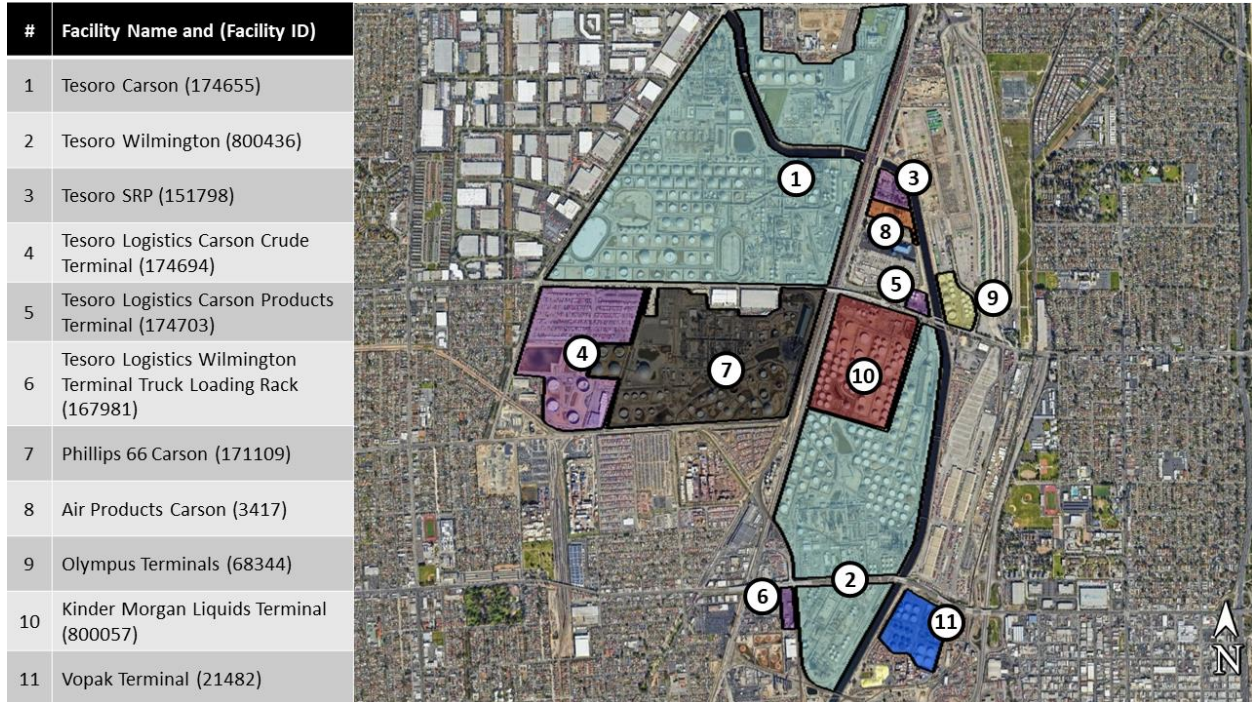 # Facility Name and (Facility ID)
1 Tesoro Carson (174655)
2 Tesoro Wilmington (800436)
3 Tesoro SRP (151798)
4 Tesoro Logistics Carson Crude
Terminal (174694)
5 Tesoro Logistics Carson Products
Terminal (174703)
6 Tesoro Logistics Wilmington
Terminal Truck Loading Rack
(167981)
7 Phillips 66 Carson (171109)
8 Air Products Carson (3417)
9 Olympus Terminals (68344)
10 Kinder Morgan Liquids Terminal
(800057)
11 Vopak Terminal (21482)
1
3
8
5
9
4
7
10
2
6
11
N